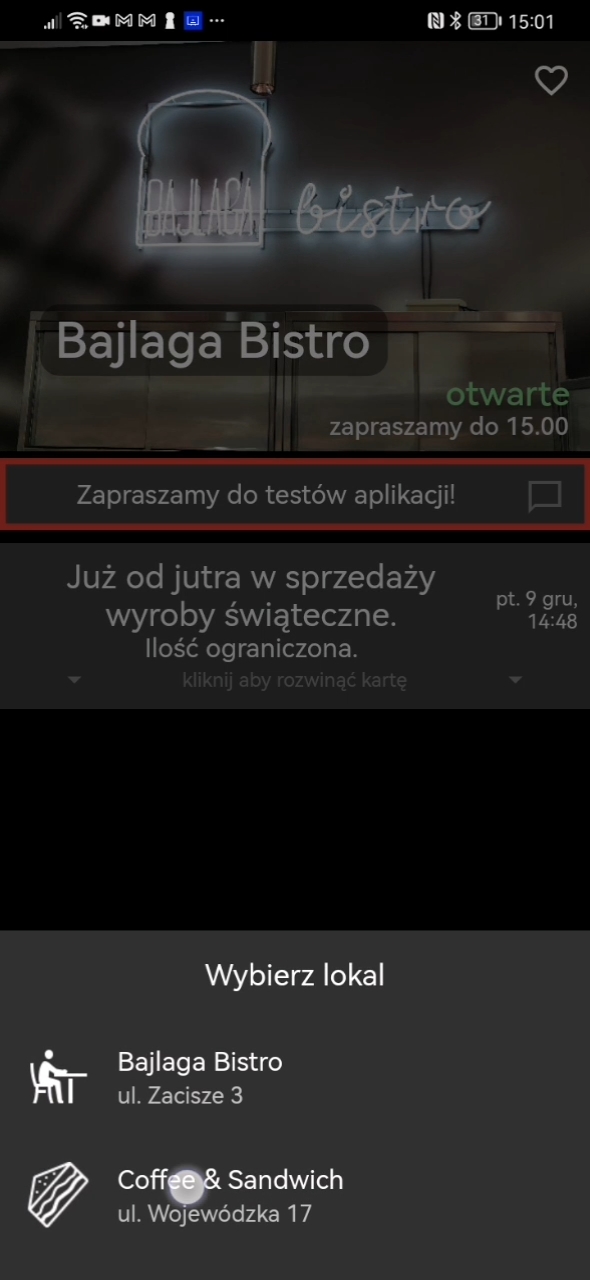 31 15:01
BAJLAGA bistro
Bajlaga Bistro
otwarte
zapraszamy do 15.00
Zapraszamy do testów aplikacji!
Już od jutra w sprzedaży
wyroby świąteczne.
Ilość ograniczona.
pt. 9 gru,
14:48
kliknij aby rozwinąć kartę
Wybierz lokal
Bajlaga Bistro
ul. Zacisze 3
Coffee & Sandwich
ul. Wojewódzka 17